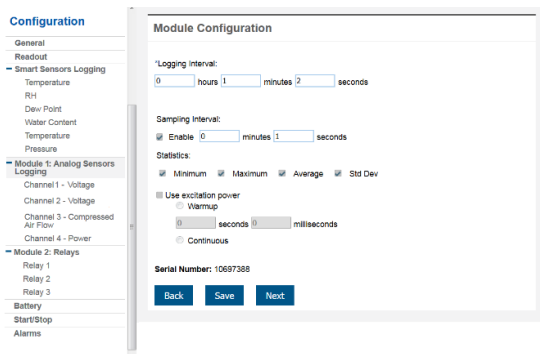 Configuration
General
Readout
Smart Sensors Logging
Temperature
RH
Dew Point
Water Content
Temperature
Pressure
Module 1: Analog Sensors
Logging
Channel 1 - Voltage
Channel 2 - Voltage
Channel 3 - Compressed
Air Flow
Channel 4 - Power
Module 2: Relays
Relay 1
Relay 2
Relay 3
Battery
Start/Stop
Alarms
Module Configuration
*Logging Interval:
0 hours 1 minutes 2 seconds
Sampling Interval:
Enable 0 minutes 1 seconds
Statistics:
Minimum Maximum Average Std Dev
Use excitation power
Warmup
0 seconds 0 milliseconds
Continuous
Serial Number: 10697388
Back Save Next